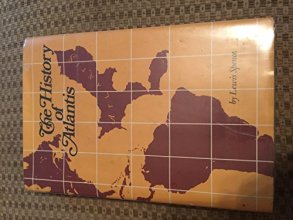 The History
of
Atlantis
by Lewis Spence